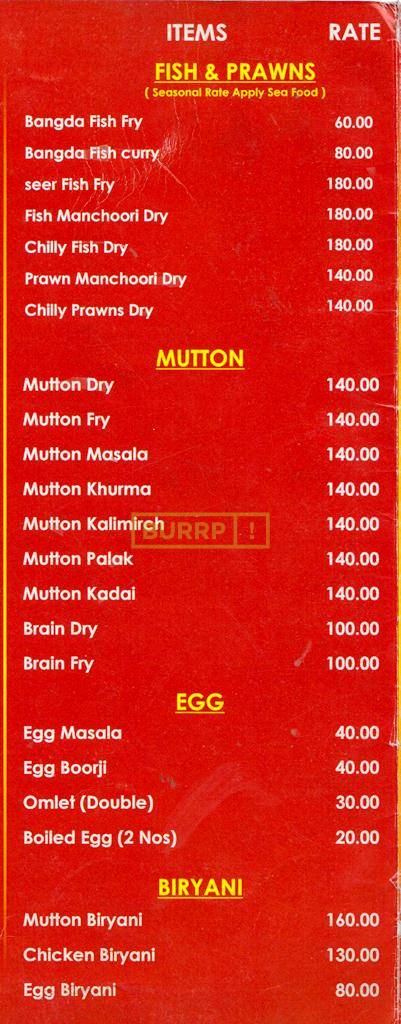 ITEMS RATE
FISH & PRAWNS
( Seasonal Rate Apply Sea Food )
Bangda Fish Fry 60.00
Bangda Fish curry 80.00
seer Fish Fry 180.00
Fish Manchoori Dry 180.00
Chilly Fish Dry 180.00
Prawn Manchoori Dry 140.00
Chilly Prawns Dry 140.00
MUTTON
Mutton Dry 140.00
Mutton Fry 140.00
Mutton Masala 140.00
Mutton Khurma 140.00
Mutton Kalimirch 140.00
BURRP!
Mutton Palak 140.00
Mutton Kadai 140.00
Brain Dry 100.00
Brain Fry 100.00
EGG
Egg Masala 40.00
Egg Boorji 40.00
Omlet (Double) 30.00
Boiled Egg (2 Nos) 20.00
BIRYANI
Mutton Biryani 160.00
Chicken Biryani 130.00
Egg Biryani 80.00